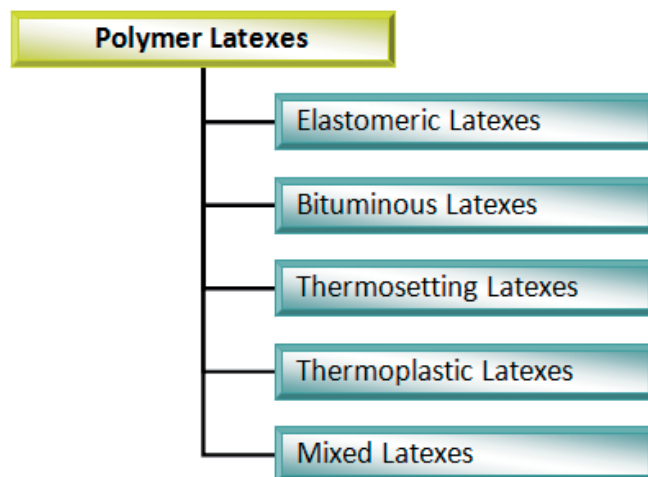 Polymer Latexes
Elastomeric Latexes
Bituminous Latexes
Thermosetting Latexes
Thermoplastic Latexes
Mixed Latexes